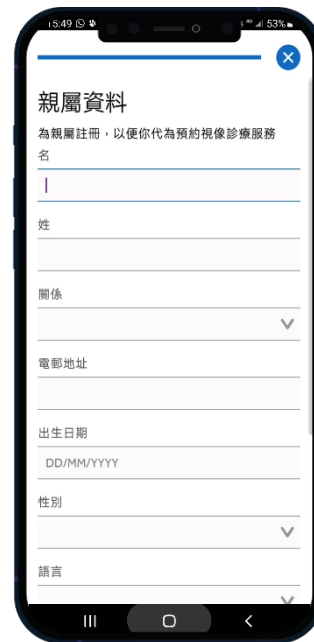 15:49
53%
親屬資料
為親屬註冊，以便你代為預約視像診療服務
名
姓
關係
電郵地址
出生日期
DD/MM/YYYY
性別
語言